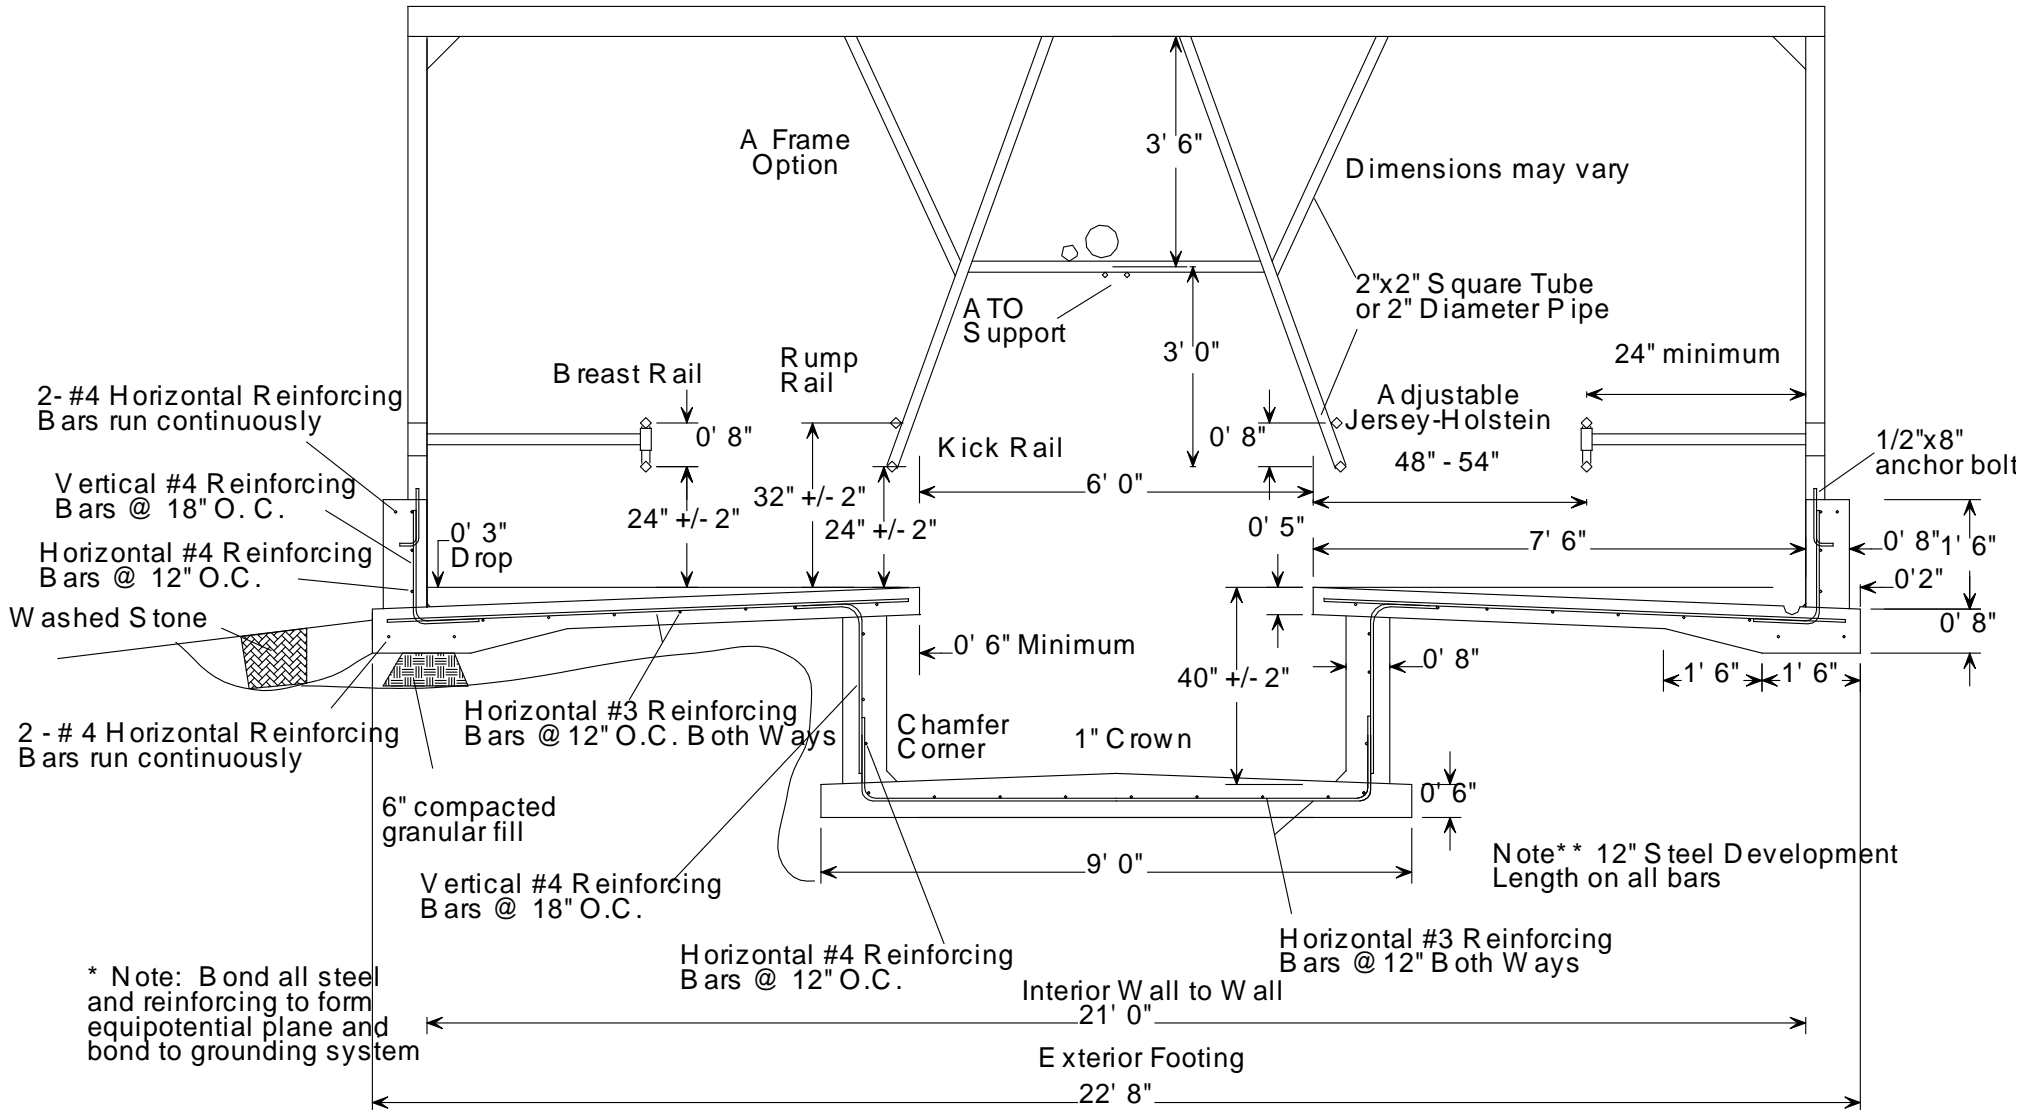 A Frame
Option
3' 6"
Dimensions may vary
2"x2" Square Tube
or 2" Diameter Pipe
ATO
Support
3' 0"
24" minimum
Breast Rail
Rump
Rail
2- #4 Horizontal Reinforcing
Bars run continuously
0' 8"
Kick Rail
0' 8"
Adjustable
Jersey-Holstein
48" - 54"
1/2"x8"
anchor bolt
Vertical #4 Reinforcing
Bars @ 18" O.C.
6' 0"
32" +/- 2"
24" +/- 2"
24" +/- 2"
0' 5"
0' 3"
Drop
7' 6"
0' 8"
1' 6"
Horizontal #4 Reinforcing
Bars @ 12" O.C.
0'2"
Washed Stone
0' 8"
0' 6" Minimum
0' 8"
40" +/- 2"
1' 6"
1' 6"
2 - # 4 Horizontal Reinforcing
Bars run continuously
Horizontal #3 Reinforcing
Bars @ 12" O.C. Both Ways
Chamfer
Corner
1" Crown
6" compacted
granular fill
0' 6"
9' 0"
Note** 12" Steel Development
Length on all bars
Vertical #4 Reinforcing
Bars @ 18" O.C.
Horizontal #4 Reinforcing
Bars @ 12" O.C.
Horizontal #3 Reinforcing
Bars @ 12" Both Ways
* Note: Bond all steel
and reinforcing to form
equipotential plane and
bond to grounding system
Interior Wall to Wall
21' 0"
Exterior Footing
22' 8"